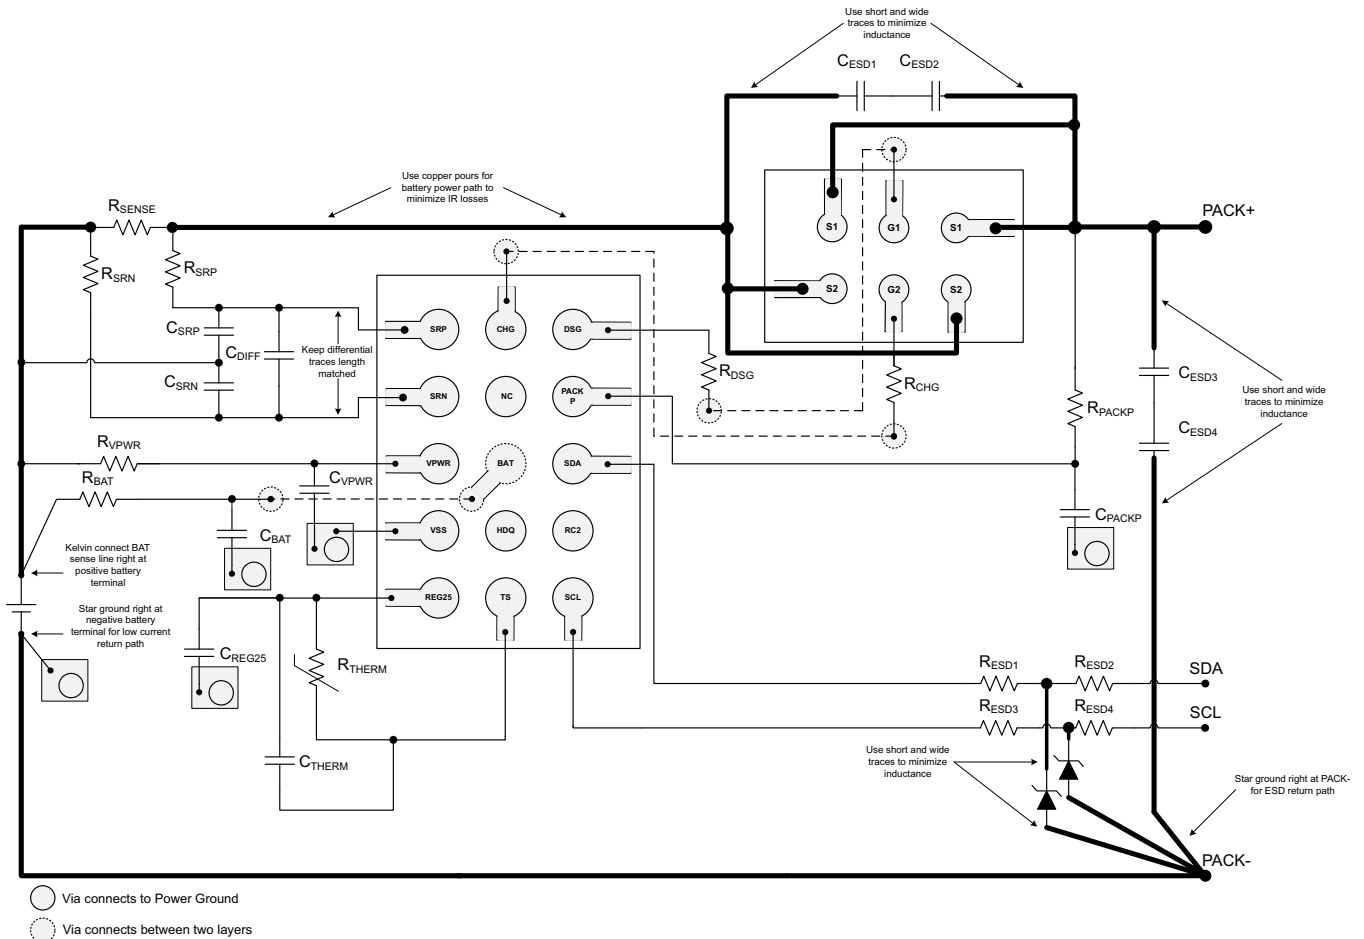 Use short and wide
traces to minimize
inductance
CESD1
CESD2
Use copper pours for
battery power path to
minimize IR losses
RSENSE
PACK+
S1
G1
S1
RSRN
RSRP
S2
G2
S2
CSRP
SRP
CHG
DSG
CDIFF
Keep differential
traces length
matched
CSRN
RDSG
RCHG
CESD3
Use short and wide
traces to minimize
inductance
SRN
NC
PACK
P
RPACKP
CESD4
RVPWR
VPWR
BAT
SDA
RBAT
CVPWR
CBAT
VSS
HDQ
RC2
CPACKP
Kelvin connect BAT
sense line right at
positive battery
terminal
Star ground right at
negative battery
terminal for low current
return path
REG25
TS
SCL
CREG25
RTHERM
RESD1
RESD2
SDA
RESD3
RESD4
SCL
CTHERM
Use short and wide
traces to minimize
inductance
Star ground right at PACK-
for ESD return path
PACK-
Via connects to Power Ground
Via connects between two layers